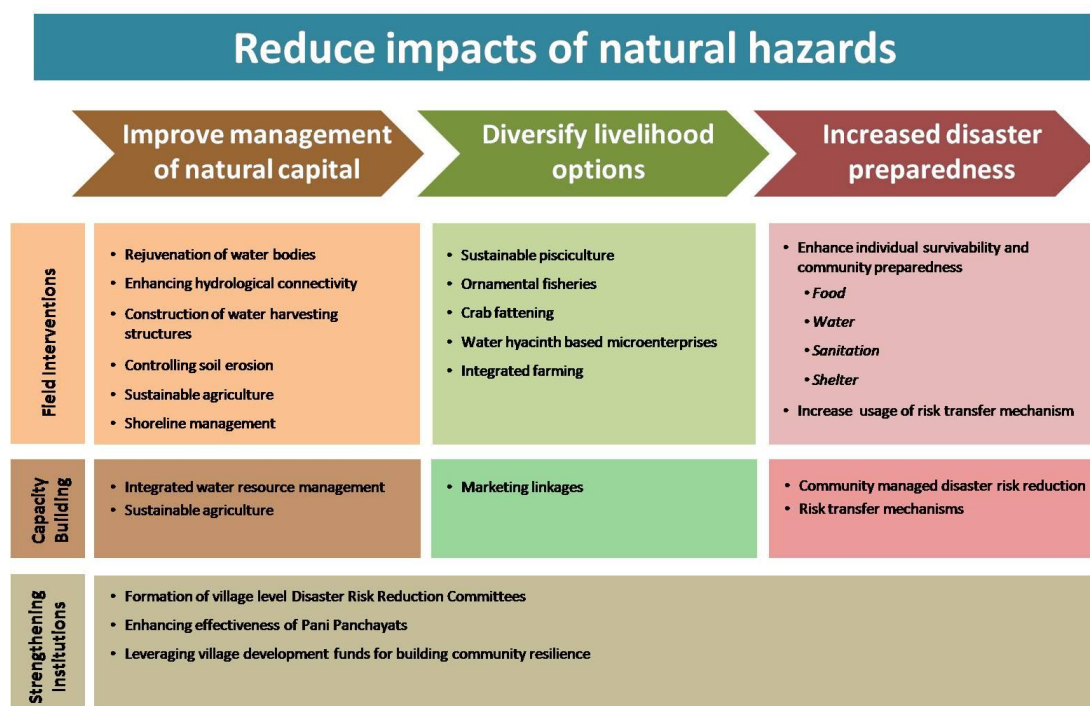 Reduce impacts of natural hazards
Improve management
of natural capital
Diversify livelihood
options
Increased disaster
preparedness
Field Interventions
• Rejuvenation of water bodies
• Enhancing hydrological connectivity
• Construction of water harvesting
structures
• Controlling soil erosion
• Sustainable agriculture
• Shoreline management
• Sustainable pisciculture
• Ornamental fisheries
• Crab fattening
• Water hyacinth based microenterprises
• Integrated farming
• Enhance individual survivability and
community preparedness
• Food
• Water
• Sanitation
• Shelter
• Increase usage of risk transfer mechanism
Capacity
Building
• Integrated water resource management
• Sustainable agriculture
• Marketing linkages
• Community managed disaster risk reduction
• Risk transfer mechanisms
Strengthening
Institutions
• Formation of village level Disaster Risk Reduction Committees
• Enhancing effectiveness of Pani Panchayats
• Leveraging village development funds for building community resilience